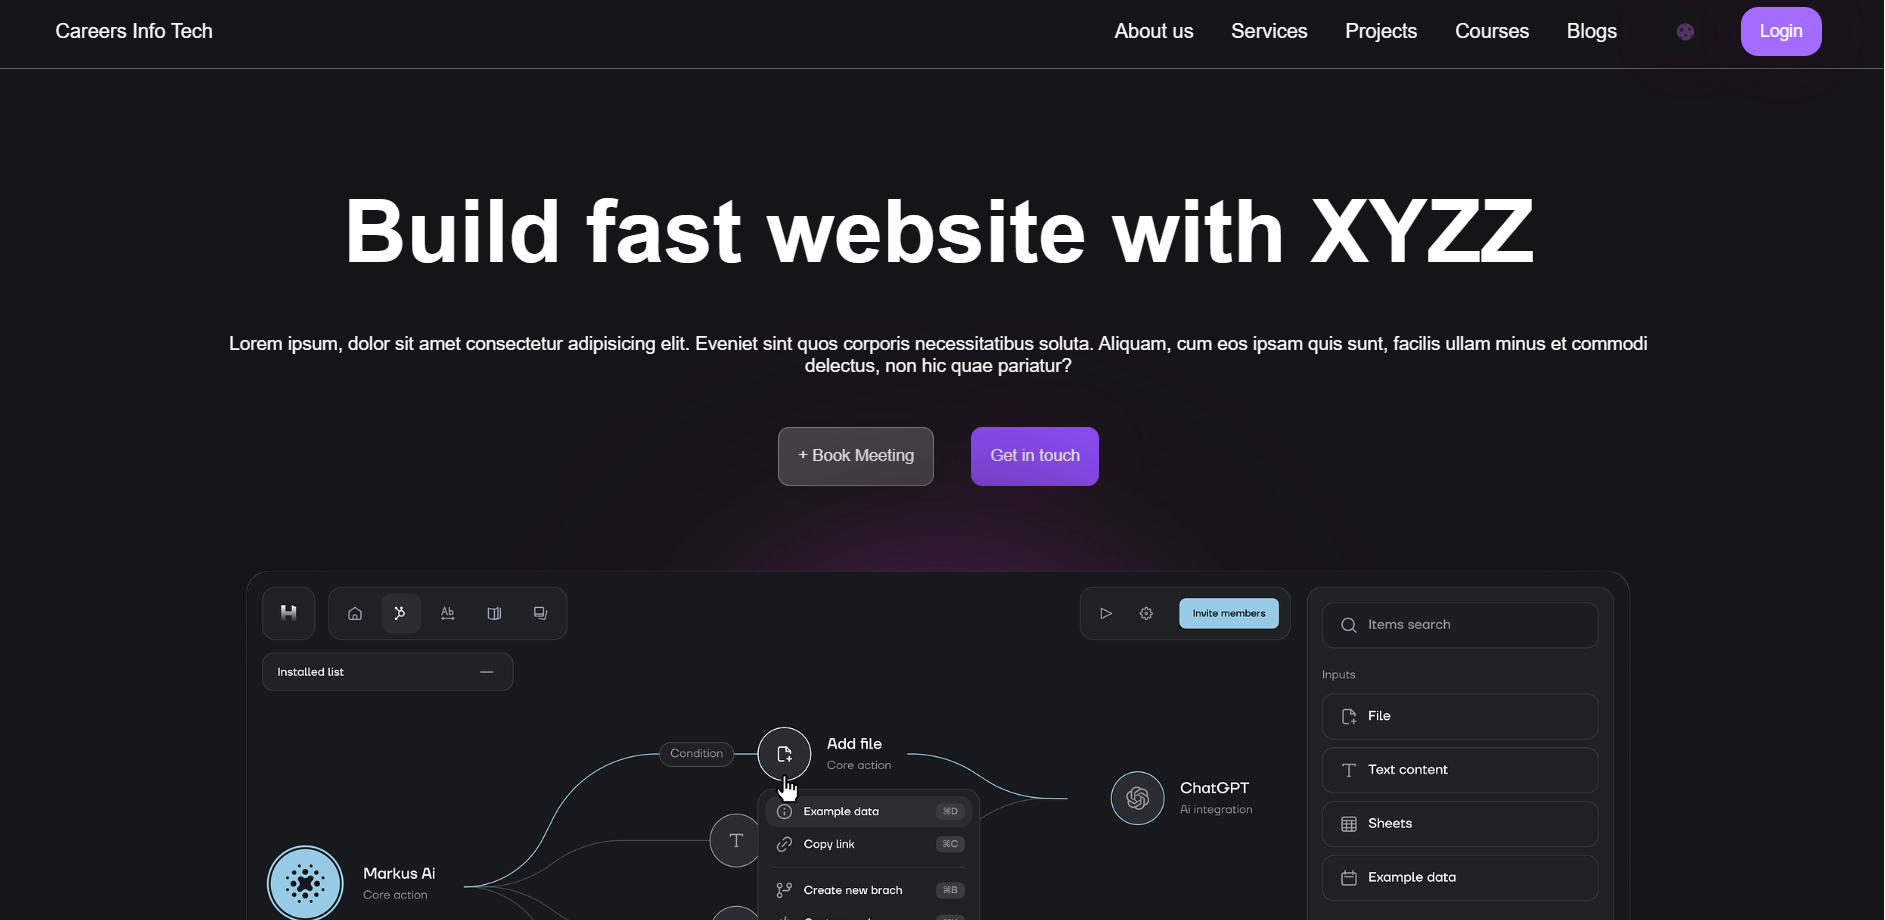 Careers Info Tech
About us
Services
Projects
Courses
Blogs
Login
Build fast website with XYZZ
Lorem ipsum, dolor sit amet consectetur adipisicing elit. Eveniet sint quos corporis necessitatibus soluta. Aliquam, cum eos ipsam quis sunt, facilis ullam minus et commodi
delectus, non hic quae pariatur?
+ Book Meeting
Get in touch
H
Ab
Invite members
Installed list
Items search
Inputs
File
Text content
Sheets
Example data
Condition
Add file
Core action
ChatGPT
Ai integration
T
Example data ⌘D
Copy link ⌘C
Create new brach ⌘B
Markus Ai
Core action